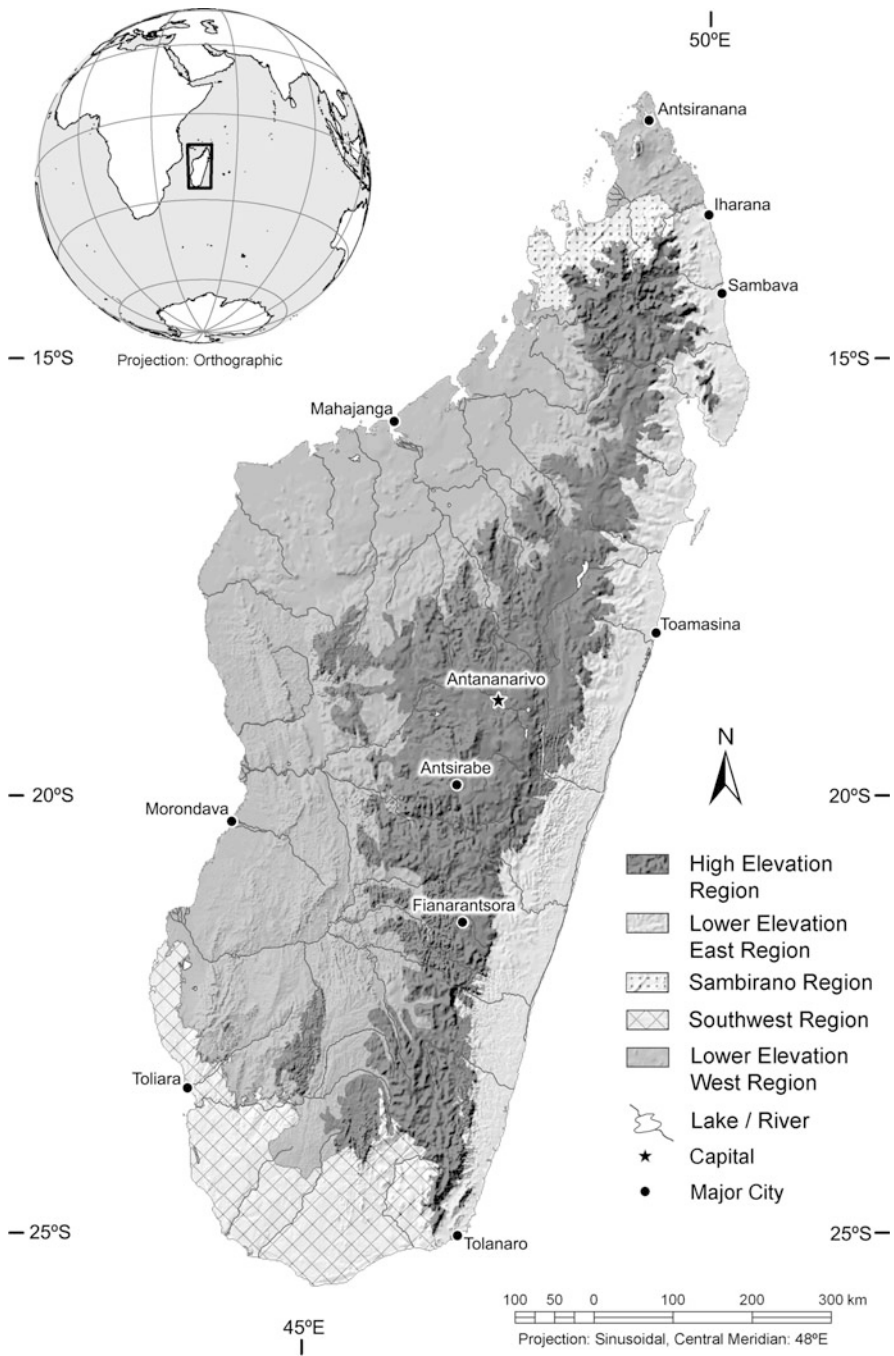 50ºE
Antsiranana
Iharana
Sambava
Projection: Orthographic
15ºS
15ºS
Mahajanga
Toamasina
Antananarivo
N
Antsirabe
20ºS
20ºS
Morondava
High Elevation
Region
Fianarantsora
Lower Elevation
East Region
Sambirano Region
Southwest Region
Toliara
Lower Elevation
West Region
Lake / River
Capital
Major City
25ºS
25ºS
Tolanaro
100 50 0 100 200 300 km
45ºE
Projection: Sinusoidal, Central Meridian: 48ºE